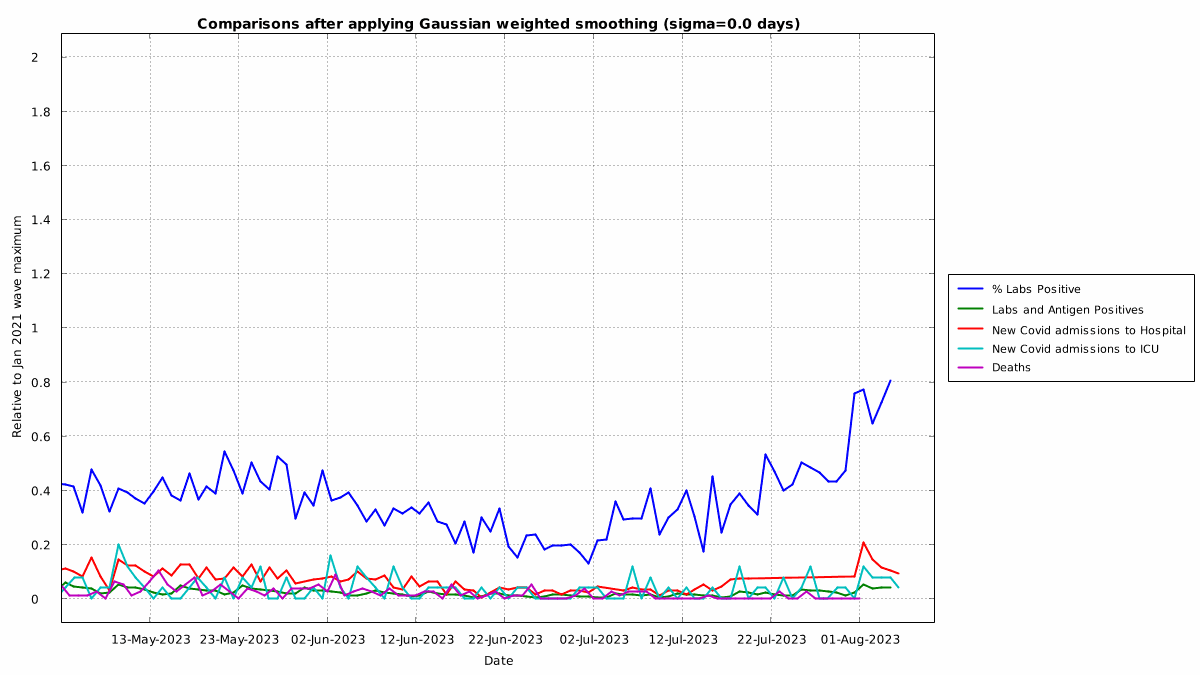 Comparisons after applying Gaussian weighted smoothing (sigma=0.0 days)
Relative to Jan 2021 wave maximum
2
1.8
1.6
1.4
1.2
1
0.8
0.6
0.4
0.2
0
13-May-2023 23-May-2023 02-Jun-2023 12-Jun-2023 22-Jun-2023 02-Jul-2023 12-Jul-2023 22-Jul-2023 01-Aug-2023
Date
% Labs Positive
Labs and Antigen Positives
New Covid admissions to Hospital
New Covid admissions to ICU
Deaths